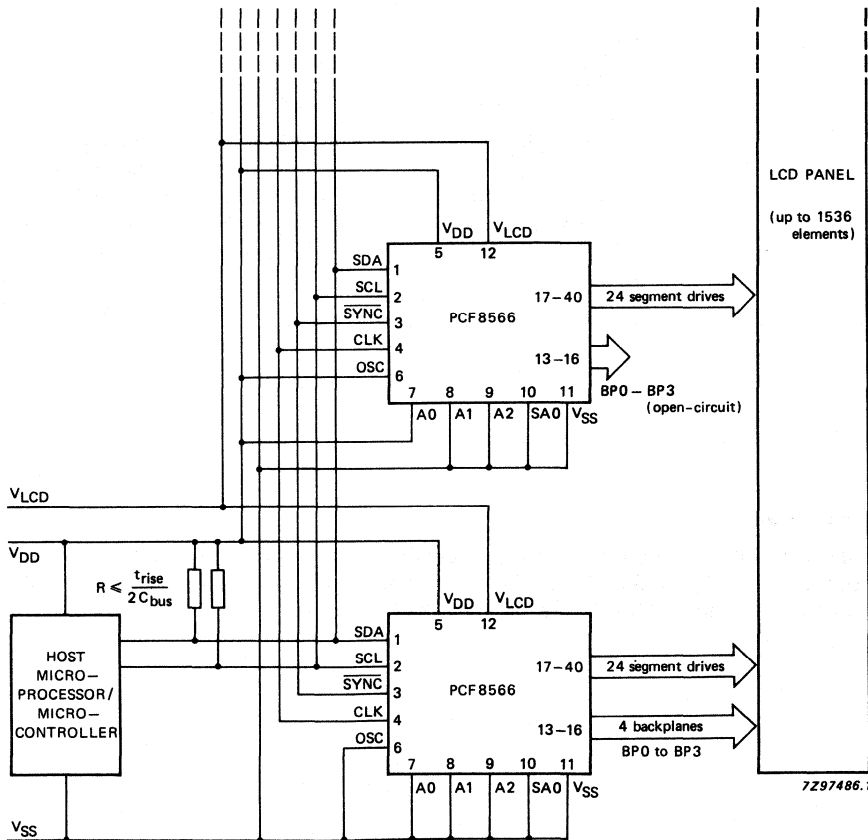 LCD PANEL
(up to 1536
elements)
VDD
VLCD
5
12
SDA
1
SCL
2
SYNC
3
CLK
4
OSC
6
PCF8566
17–40
24 segment drives
13–16
BP0 – BP3
(open-circuit)
7
8
9
10
11
A0
A1
A2
SA0
VSS
VLCD
VDD
R ⩽ trise
2Cbus
HOST
MICRO–
PROCESSOR/
MICRO–
CONTROLLER
VSS
VDD
VLCD
5
12
SDA
1
SCL
2
SYNC
3
CLK
4
OSC
6
PCF8566
17–40
24 segment drives
13–16
4 backplanes
BP0 to BP3
7
8
9
10
11
A0
A1
A2
SA0
VSS